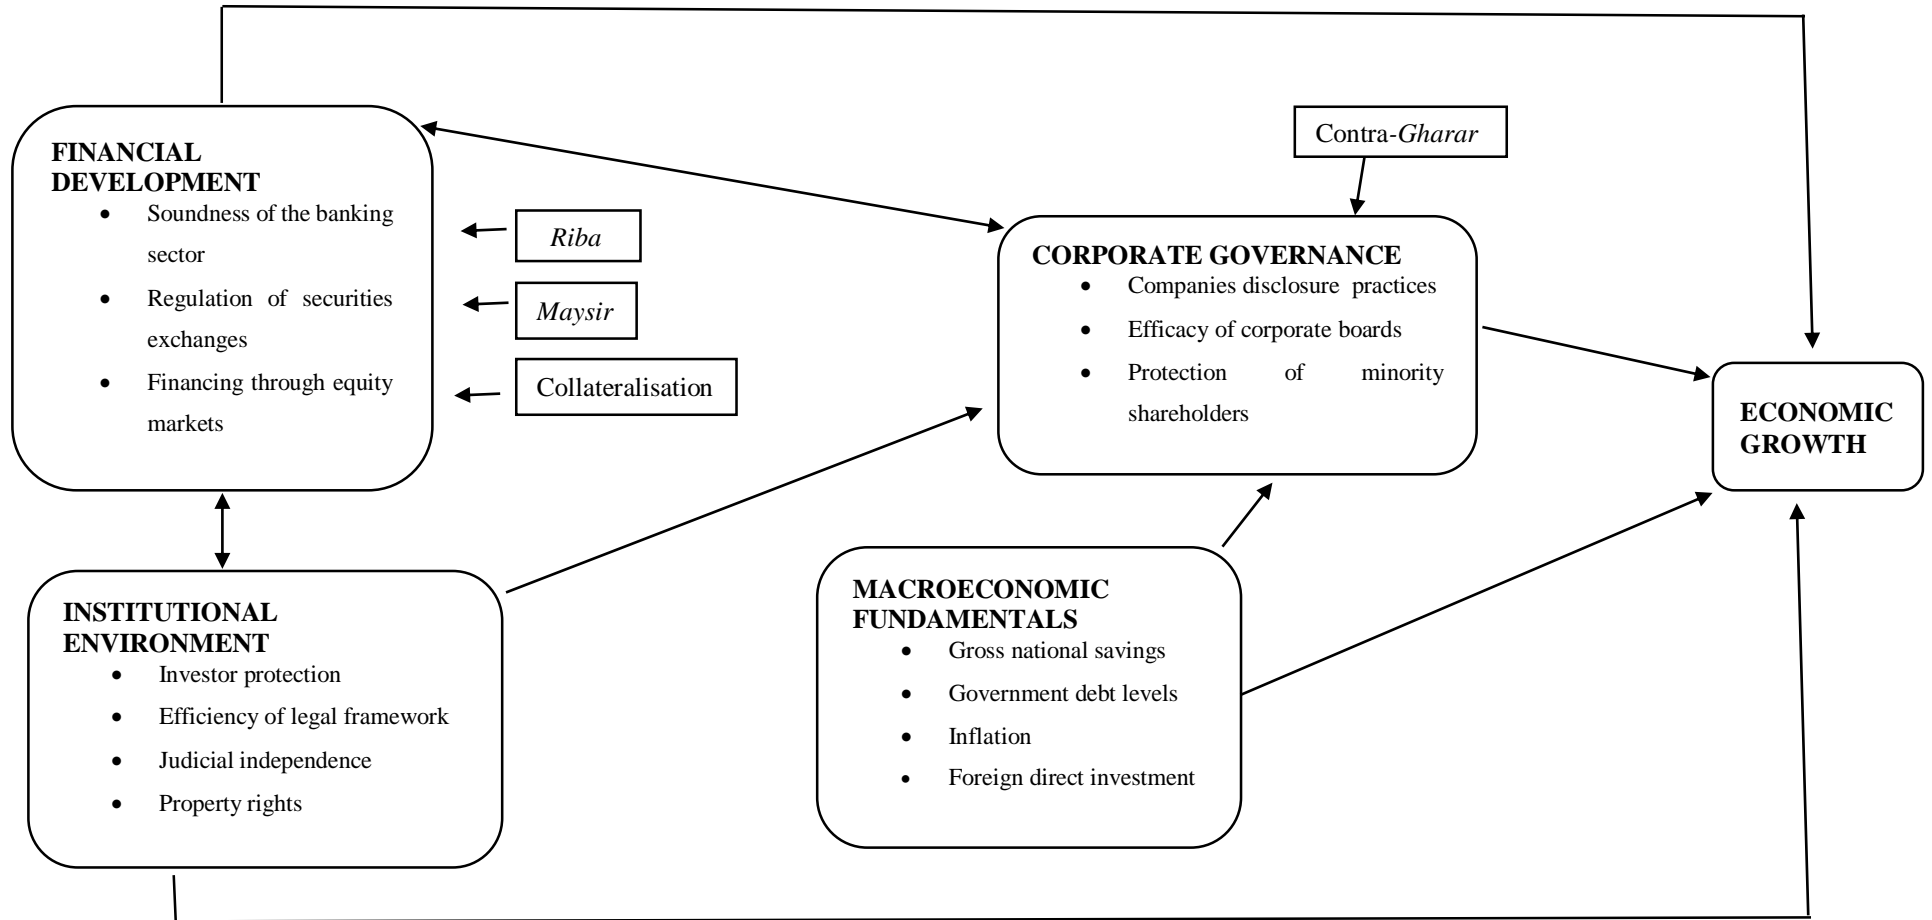 FINANCIAL
DEVELOPMENT
• Soundness of the banking
sector
• Regulation of securities
exchanges
• Financing through equity
markets
Riba
Maysir
Collateralisation
Contra-Gharar
CORPORATE GOVERNANCE
• Companies disclosure practices
• Efficacy of corporate boards
• Protection of minority
shareholders
ECONOMIC
GROWTH
INSTITUTIONAL
ENVIRONMENT
• Investor protection
• Efficiency of legal framework
• Judicial independence
• Property rights
MACROECONOMIC
FUNDAMENTALS
• Gross national savings
• Government debt levels
• Inflation
• Foreign direct investment